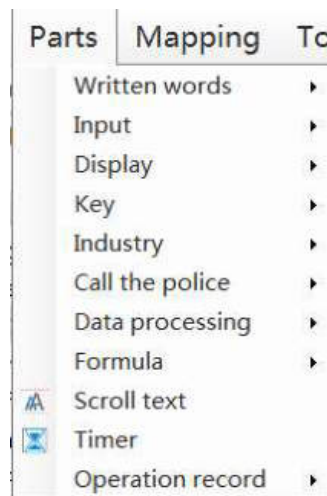 Parts Mapping To
Written words
Input
Display
Key
Industry
Call the police
Data processing
Formula
Scroll text
Timer
Operation record